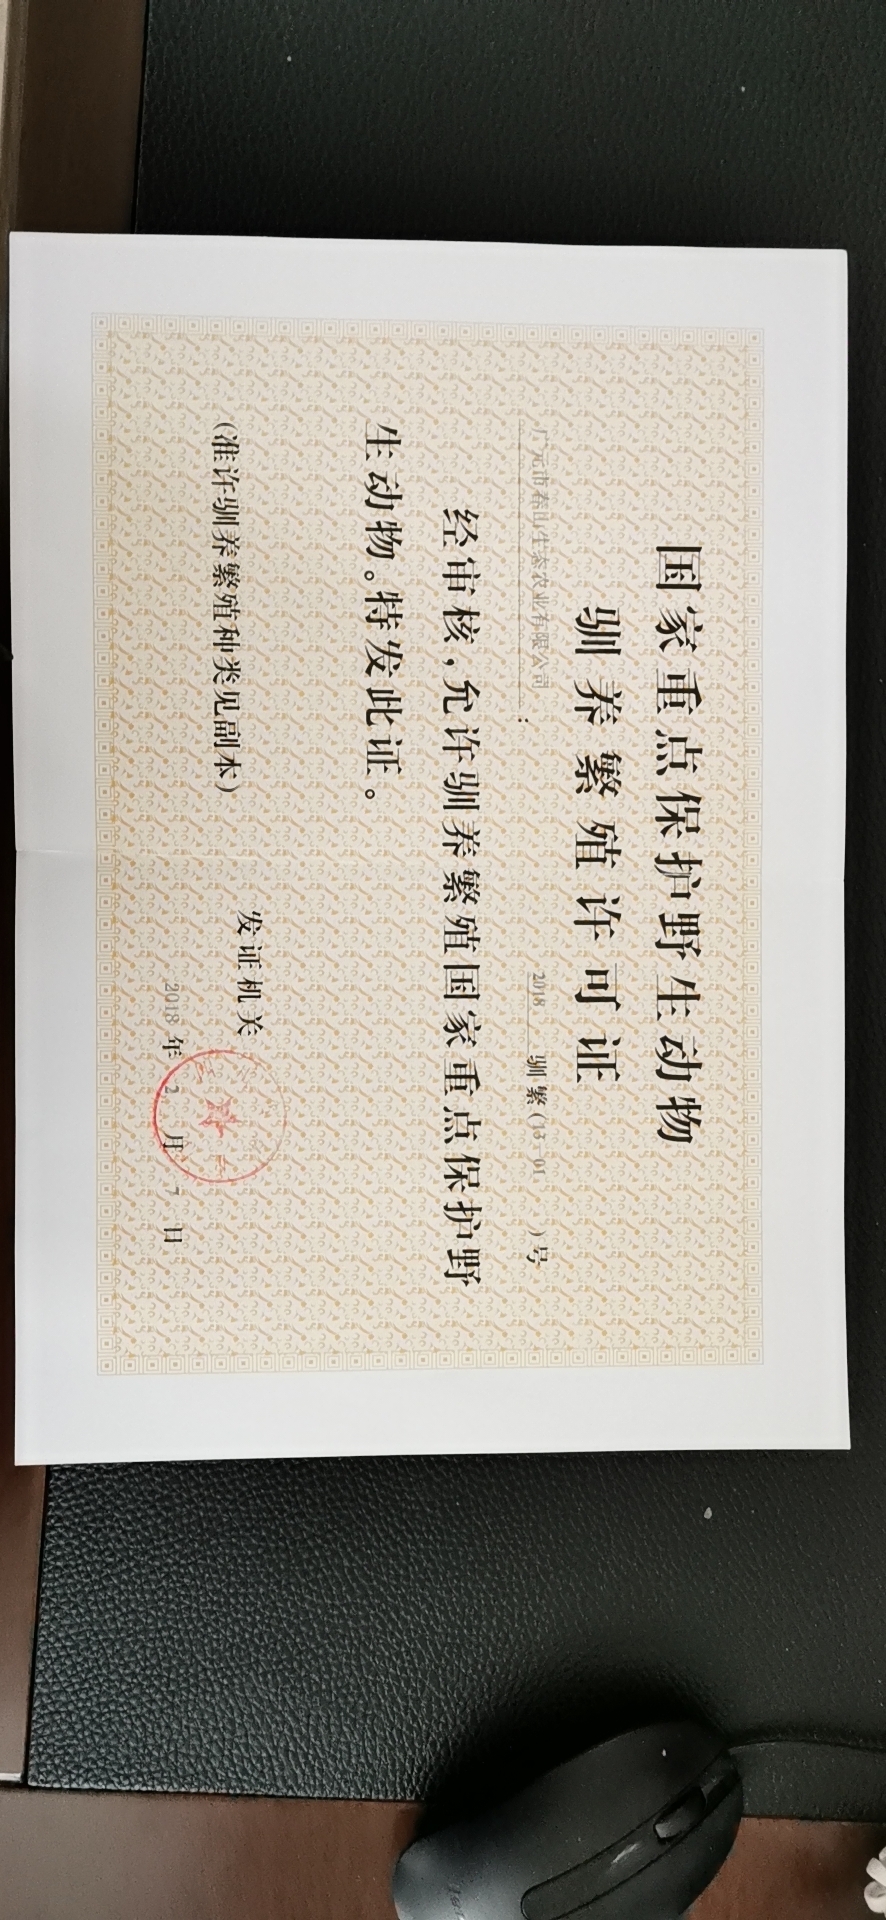 国家重点保护野生动物
驯养繁殖许可证
2018 驯繁(13-01 )号
广元市春山生态农业有限公司:
经审核,允许驯养繁殖国家重点保护野
生动物。特发此证。
(准许驯养繁殖种类见副本)
发证机关
2018 年 2 月 7 日